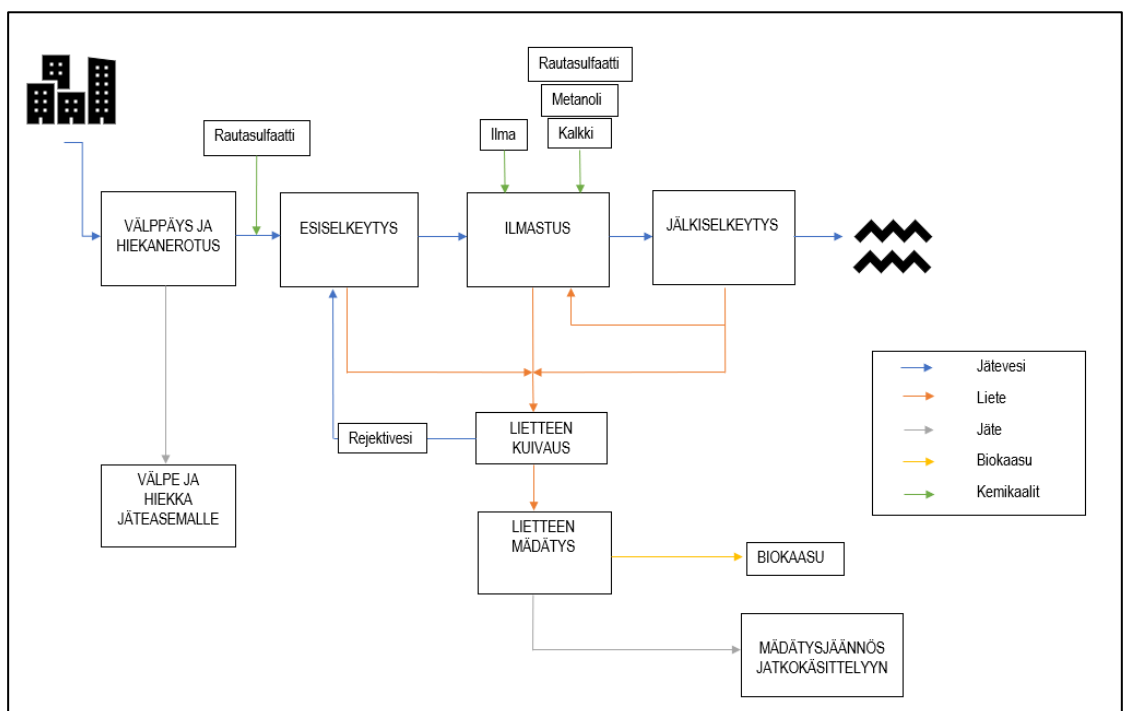 Rautasulfaatti
Metanoli
Rautasulfaatti
Ilma
Kalkki
VÄLPPÄYS JA
HIEKANEROTUS
ESISELKEYTYS
ILMASTUS
JÄLKISELKEYTYS
Jätevesi
Liete
Jäte
Biokaasu
Kemikaalit
Rejektivesi
LIETTEEN
KUIVAUS
VÄLPE JA
HIEKKA
JÄTEASEMALLE
LIETTEEN
MÄDÄTYS
BIOKAASU
MÄDÄTYSJÄÄNNÖS
JATKOKÄSITTELYYN